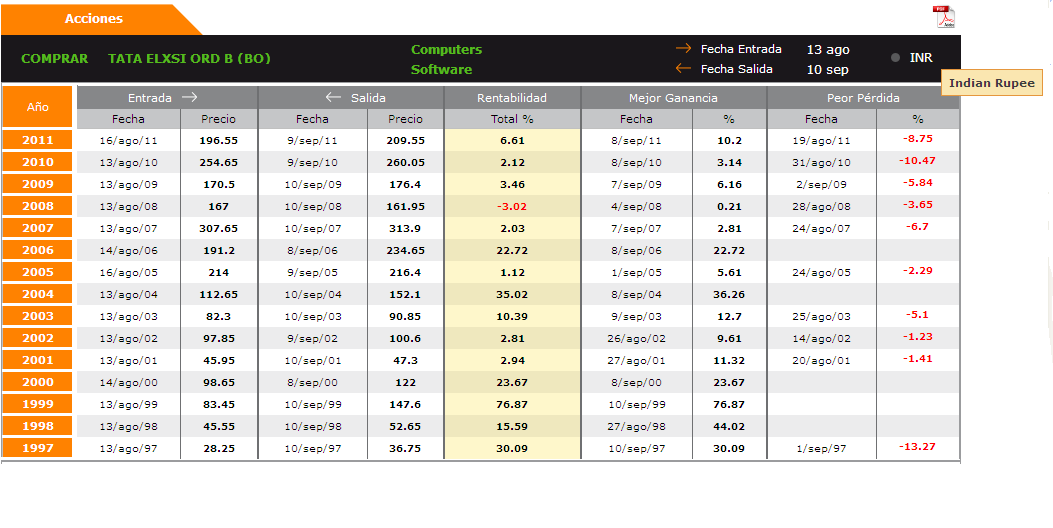 Acciones
COMPRAR TATA ELXSI ORD B (BO) Computers Software → Fecha Entrada 13 ago ← Fecha Salida 10 sep INR
Indian Rupee
Año Entrada → ← Salida Rentabilidad Mejor Ganancia Peor Pérdida
Fecha Precio Fecha Precio Total % Fecha % Fecha %
2011 16/ago/11 196.55 9/sep/11 209.55 6.61 8/sep/11 10.2 19/ago/11 -8.75
2010 13/ago/10 254.65 9/sep/10 260.05 2.12 8/sep/10 3.14 31/ago/10 -10.47
2009 13/ago/09 170.5 10/sep/09 176.4 3.46 7/sep/09 6.16 2/sep/09 -5.84
2008 13/ago/08 167 10/sep/08 161.95 -3.02 4/sep/08 0.21 28/ago/08 -3.65
2007 13/ago/07 307.65 10/sep/07 313.9 2.03 7/sep/07 2.81 24/ago/07 -6.7
2006 14/ago/06 191.2 8/sep/06 234.65 22.72 8/sep/06 22.72
2005 16/ago/05 214 9/sep/05 216.4 1.12 1/sep/05 5.61 24/ago/05 -2.29
2004 13/ago/04 112.65 10/sep/04 152.1 35.02 8/sep/04 36.26
2003 13/ago/03 82.3 10/sep/03 90.85 10.39 9/sep/03 12.7 25/ago/03 -5.1
2002 13/ago/02 97.85 9/sep/02 100.6 2.81 26/ago/02 9.61 14/ago/02 -1.23
2001 13/ago/01 45.95 10/sep/01 47.3 2.94 27/ago/01 11.32 20/ago/01 -1.41
2000 14/ago/00 98.65 8/sep/00 122 23.67 8/sep/00 23.67
1999 13/ago/99 83.45 10/sep/99 147.6 76.87 10/sep/99 76.87
1998 13/ago/98 45.55 10/sep/98 52.65 15.59 27/ago/98 44.02
1997 13/ago/97 28.25 10/sep/97 36.75 30.09 10/sep/97 30.09 1/sep/97 -13.27